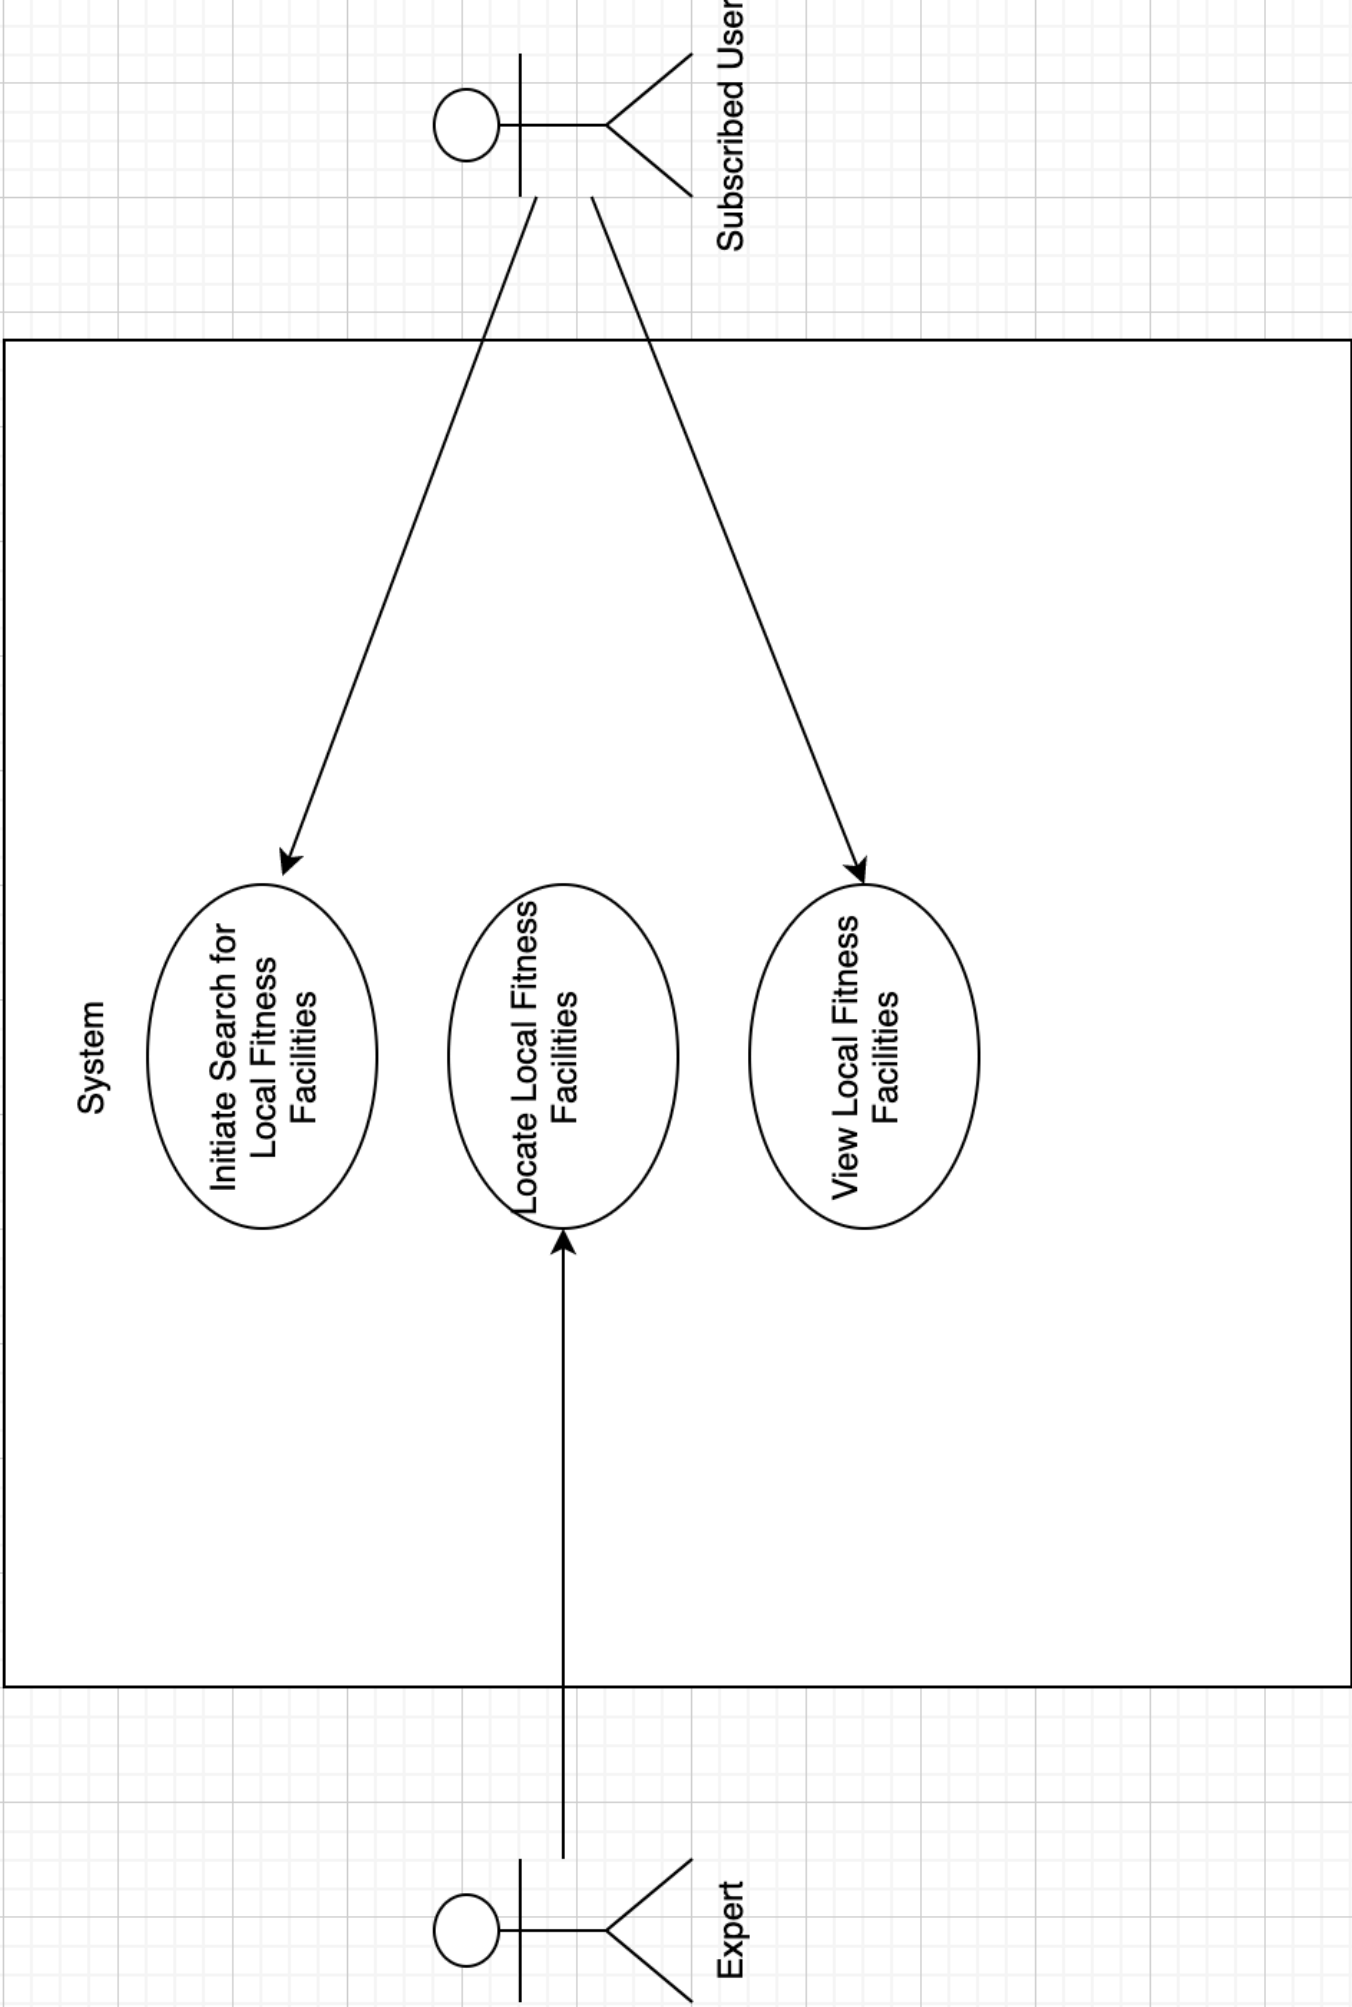 System
Initiate Search for
Local Fitness
Facilities
Locate Local Fitness
Facilities
View Local Fitness
Facilities
Expert
Subscribed User